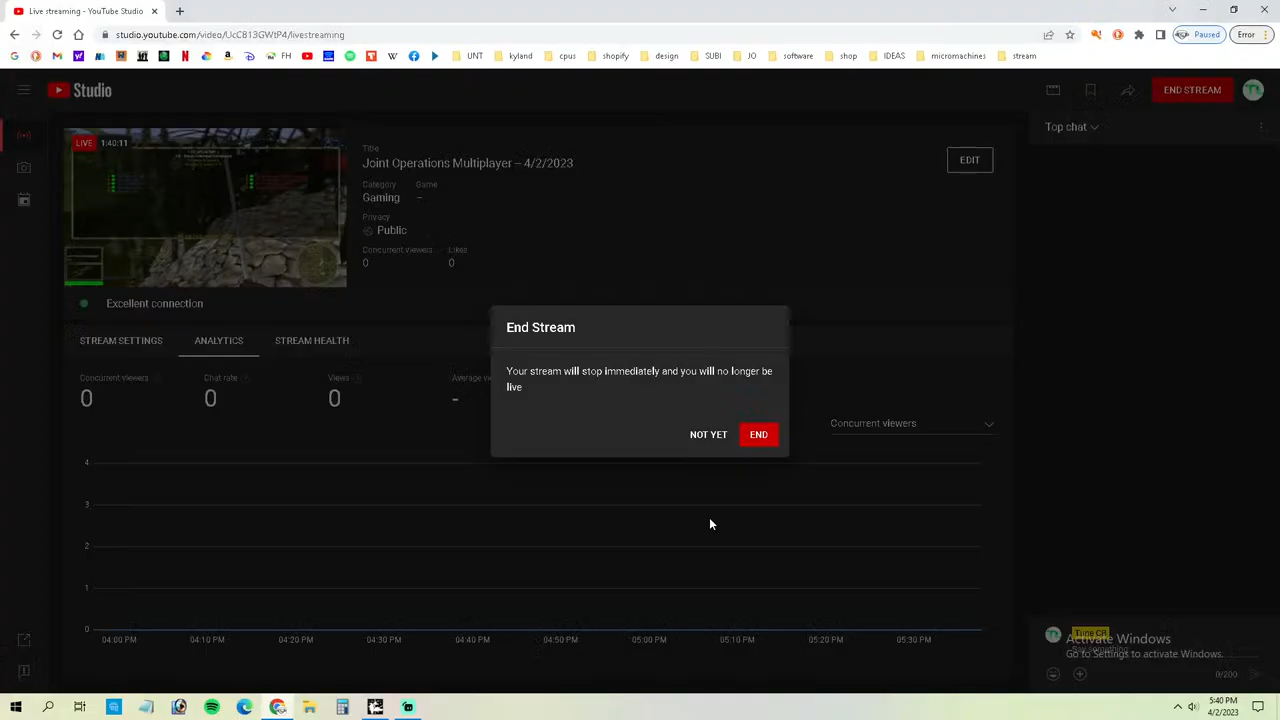 Live streaming - YouTube Studio
studio.youtube.com/video/UcC813GWtP4/livestreaming
Paused
Error
FH
UNT
kyland
cpus
shopify
design
SUBI
JO
software
shop
IDEAS
micromachines
stream
Studio
END STREAM
LIVE 1:40:11
Title
Joint Operations Multiplayer – 4/2/2023
EDIT
Category Game
Gaming –
Privacy
Public
Concurrent viewers Likes
0 0
Excellent connection
Top chat
STREAM SETTINGS
ANALYTICS
STREAM HEALTH
Concurrent viewers
0
Chat rate
0
Views
0
Average vi
-
End Stream
Your stream will stop immediately and you will no longer be
live
NOT YET
END
Concurrent viewers
4
3
2
1
0
04:00 PM 04:10 PM 04:20 PM 04:30 PM 04:40 PM 04:50 PM 05:00 PM 05:10 PM 05:20 PM 05:30 PM
Say something...
Activate Windows
Go to Settings to activate Windows.
0/200
5:40 PM
4/2/2023